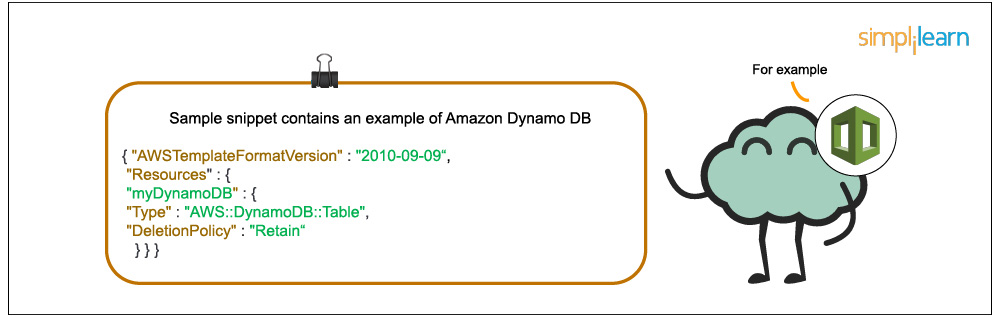 simplilearn
For example
Sample snippet contains an example of Amazon Dynamo DB
{ "AWSTemplateFormatVersion" : "2010-09-09“,
"Resources" : {
"myDynamoDB" : {
"Type" : "AWS::DynamoDB::Table",
"DeletionPolicy" : "Retain“
} } }